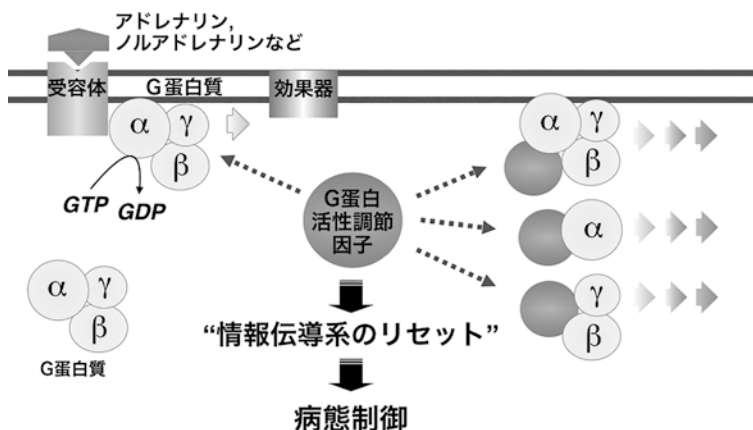 アドレナリン，
ノルアドレナリンなど
受容体
G蛋白質
効果器
α
γ
β
GTP
GDP
G蛋白
活性調節
因子
α
γ
β
α
γ
β
α
γ
β
G蛋白質
“情報伝導系のリセット”
病態制御